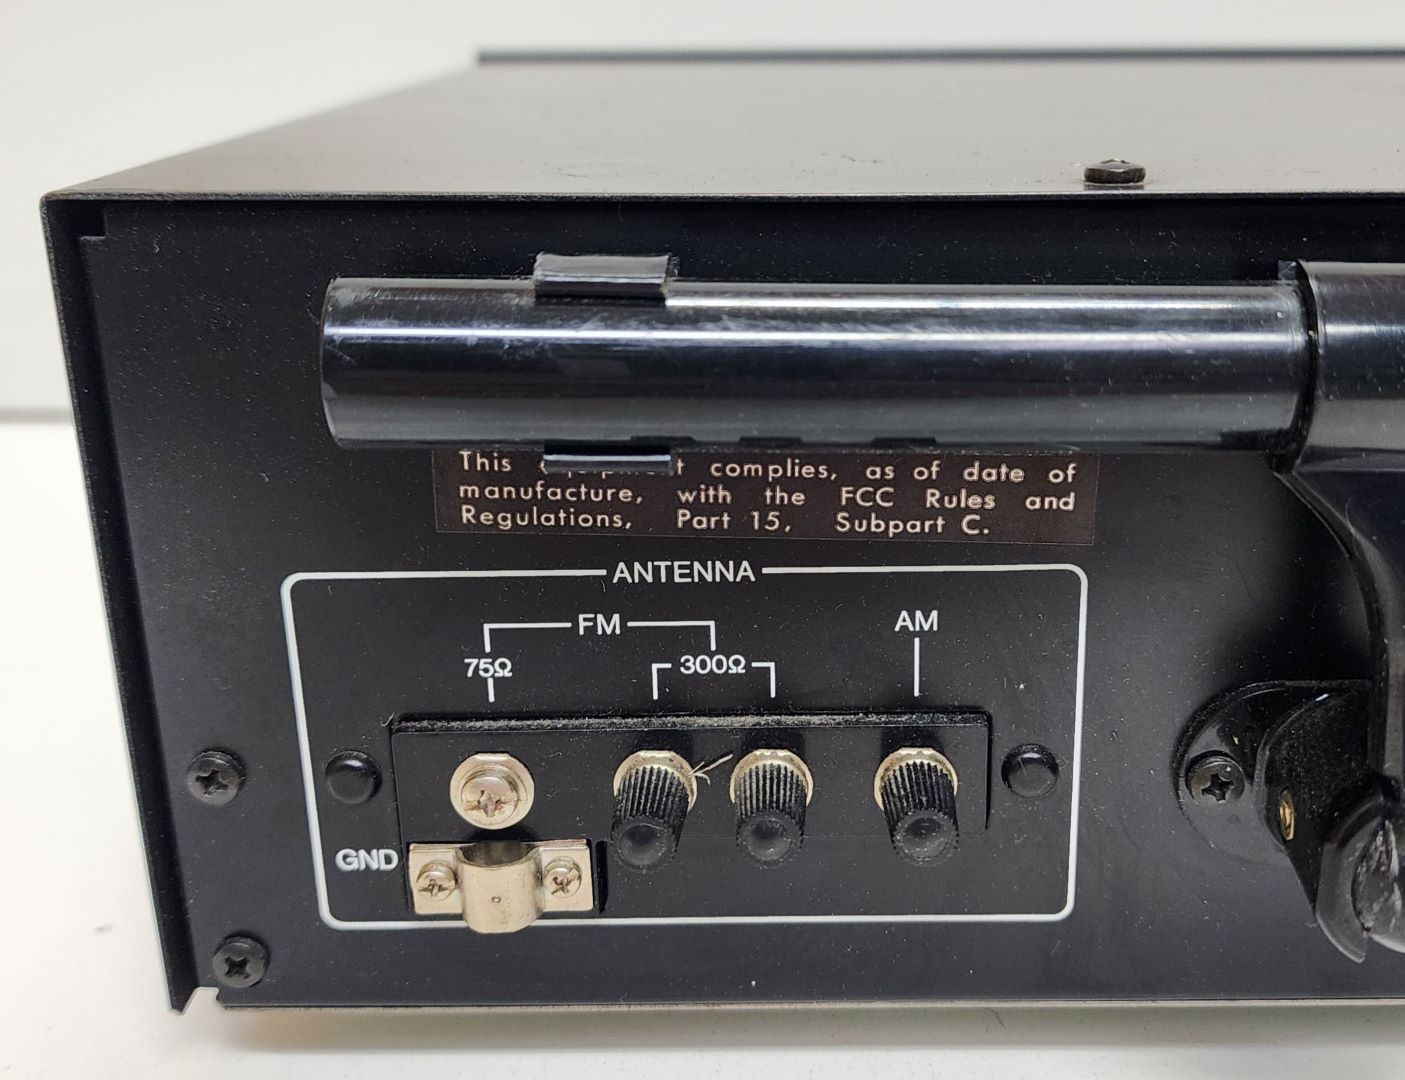 This t complies, as of date of
manufacture, with the FCC Rules and
Regulations, Part 15, Subpart C.
ANTENNA
FM
AM
75Ω
300Ω
GND